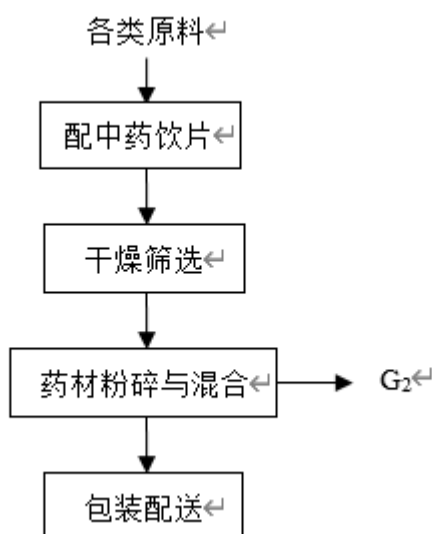 各类原料
配中药饮片
干燥筛选
药材粉碎与混合
G₂
包装配送